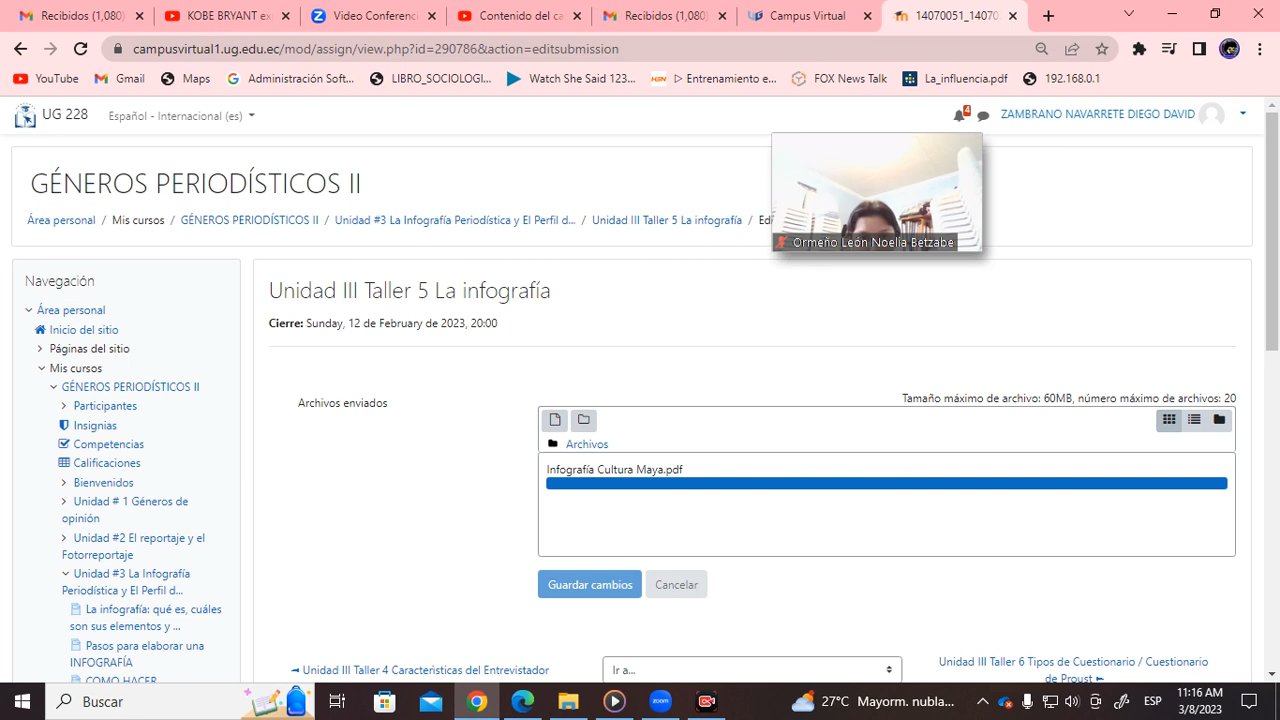 Recibidos (1,080)
KOBE BRYANT ex
Video Conferenc
Contenido del ca
Recibidos (1,080)
Campus Virtual
14070051_14070
campusvirtual1.ug.edu.ec/mod/assign/view.php?id=290786&action=editsubmission
YouTube
Gmail
Maps
Administración Soft...
LIBRO_SOCIOLOGI...
Watch She Said 123...
▷ Entrenamiento e...
FOX News Talk
La_influencia.pdf
192.168.0.1
UG 228
Español - Internacional (es)
4
ZAMBRANO NAVARRETE DIEGO DAVID
GÉNEROS PERIODÍSTICOS II
Área personal / Mis cursos / GÉNEROS PERIODÍSTICOS II / Unidad #3 La Infografía Periodística y El Perfil d... / Unidad III Taller 5 La infografía / Edi
Ormeño León Noelia Betzabe
Navegación
Área personal
Inicio del sitio
Páginas del sitio
Mis cursos
GÉNEROS PERIODÍSTICOS II
Participantes
Insignias
Competencias
Calificaciones
Bienvenidos
Unidad # 1 Géneros de
opinión
Unidad #2 El reportaje y el
Fotorreportaje
Unidad #3 La Infografía
Periodística y El Perfil d...
La infografía: qué es, cuáles
son sus elementos y ...
Pasos para elaborar una
INFOGRAFÍA
COMO HACER
Unidad III Taller 5 La infografía
Cierre: Sunday, 12 de February de 2023, 20:00
Archivos enviados
Tamaño máximo de archivo: 60MB, número máximo de archivos: 20
Archivos
Infografía Cultura Maya.pdf
Guardar cambios
Cancelar
◄ Unidad III Taller 4 Características del Entrevistador
Ir a...
Unidad III Taller 6 Tipos de Cuestionario / Cuestionario
de Proust ►
Buscar
zoom
27°C Mayorm. nubla...
ESP
11:16 AM
3/8/2023